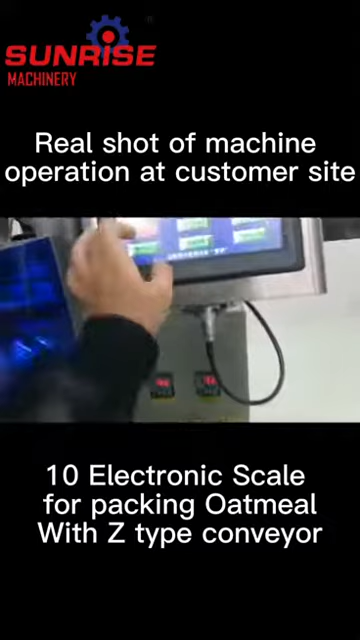 SUNRISE
MACHINERY
Real shot of machine
operation at customer site
10 Electronic Scale
for packing Oatmeal
With Z type conveyor